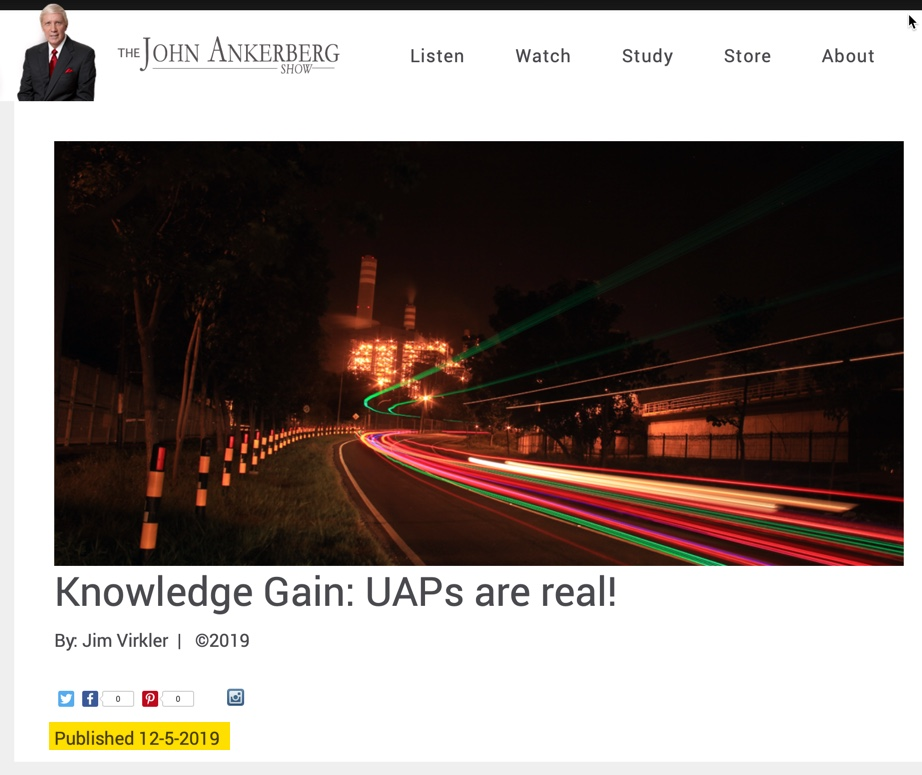 THE JOHN ANKERBERG
SHOW
Listen Watch Study Store About
Knowledge Gain: UAPs are real!
By: Jim Virkler | ©2019
0 0
Published 12-5-2019